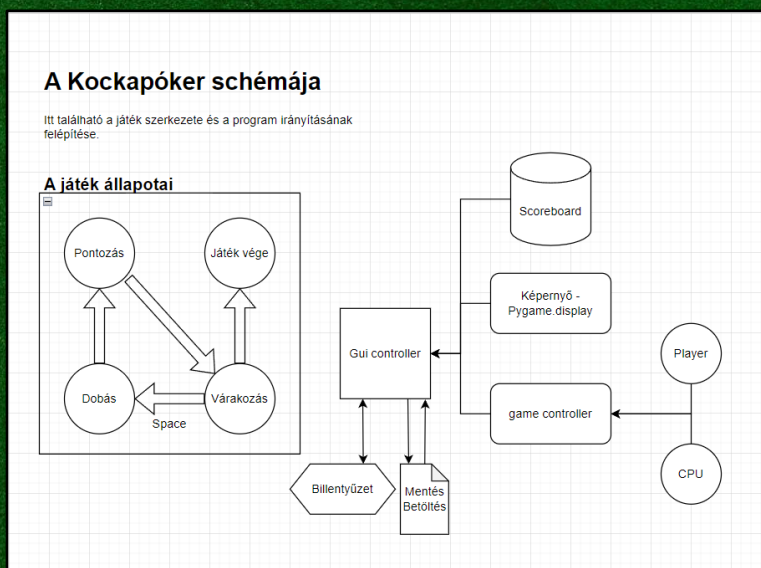 A Kockapóker schémája
Itt található a játék szerkezete és a program irányításának
felépítése.
A játék állapotai
Pontozás
Játék vége
Dobás
Várakozás
Space
Scoreboard
Képernyő -
Pygame.display
Gui controller
Player
game controller
CPU
Billentyűzet
Mentés
Betöltés